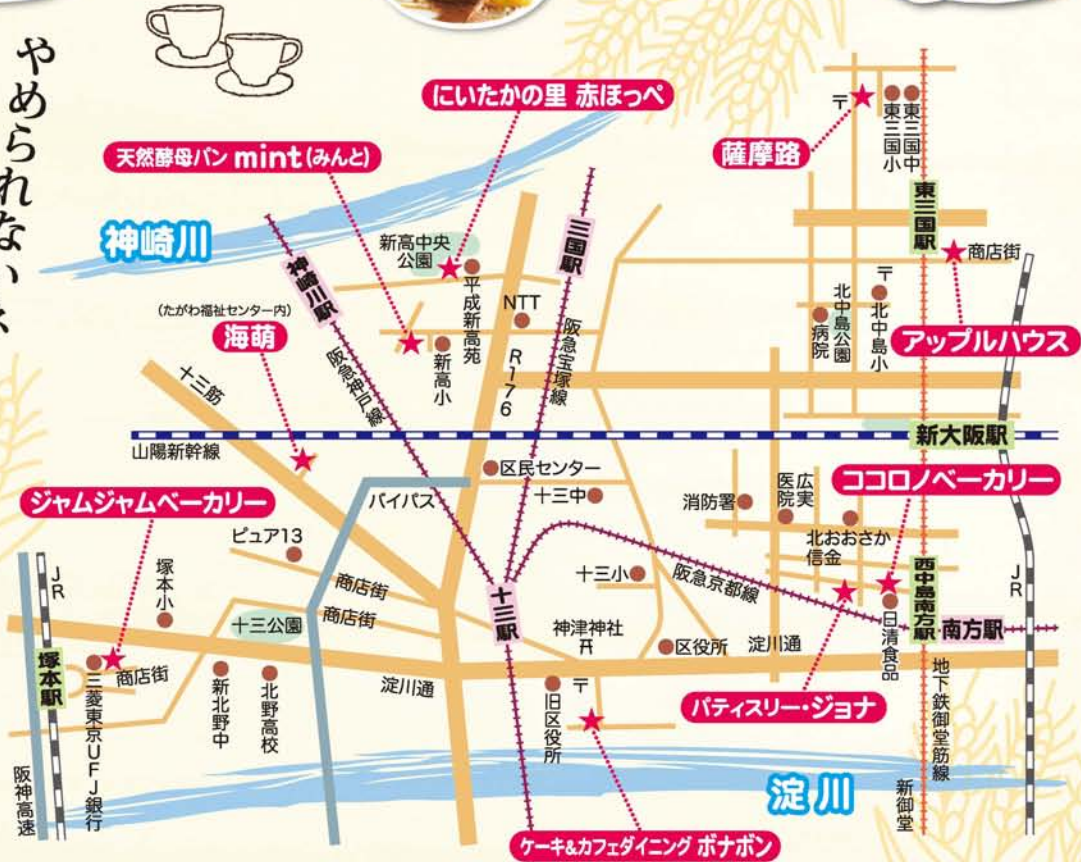 やめられない
にいたかの里 赤ほっぺ
天然酵母パン mint(みんと)
薩摩路
〒
東三国小
東三国中
神崎川
神崎川駅
新高中央
公園
三国駅
東三国駅
商店街
平成新高苑
NTT
R176
阪急宝塚線
北中島公園
〒
北中島小
病院
アップルハウス
(たがわ福祉センター内)
海萌
新高小
阪急神戸線
十三筋
山陽新幹線
新大阪駅
区民センター
十三中
消防署
広実
医院
ココロノベーカリー
ジャムジャムベーカリー
バイパス
ピュア13
北おおさか
信金
JR
塚本小
商店街
商店街
十三公園
十三駅
十三小
阪急京都線
西中島南方駅
南方駅
日清食品
JR
神津神社
区役所
淀川通
塚本駅
三菱東京UFJ銀行
商店街
新北野中
北野高校
淀川通
旧区役所
〒
パティスリー・ジョナ
地下鉄御堂筋線
新御堂
阪神高速
淀川
ケーキ&カフェダイニング ボナボン